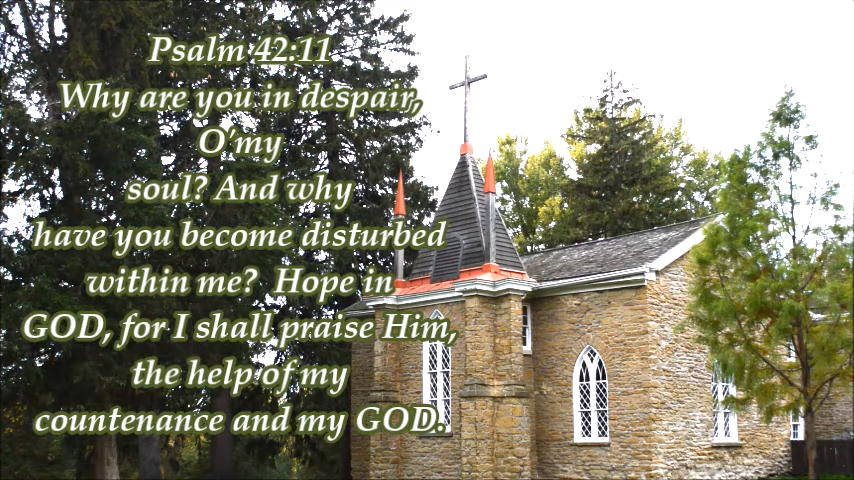 Psalm 42:11
Why are you in despair,
O'my
soul? And why
have you become disturbed
within me?  Hope in
GOD, for I shall praise Him,
the help of my
countenance and my GOD.